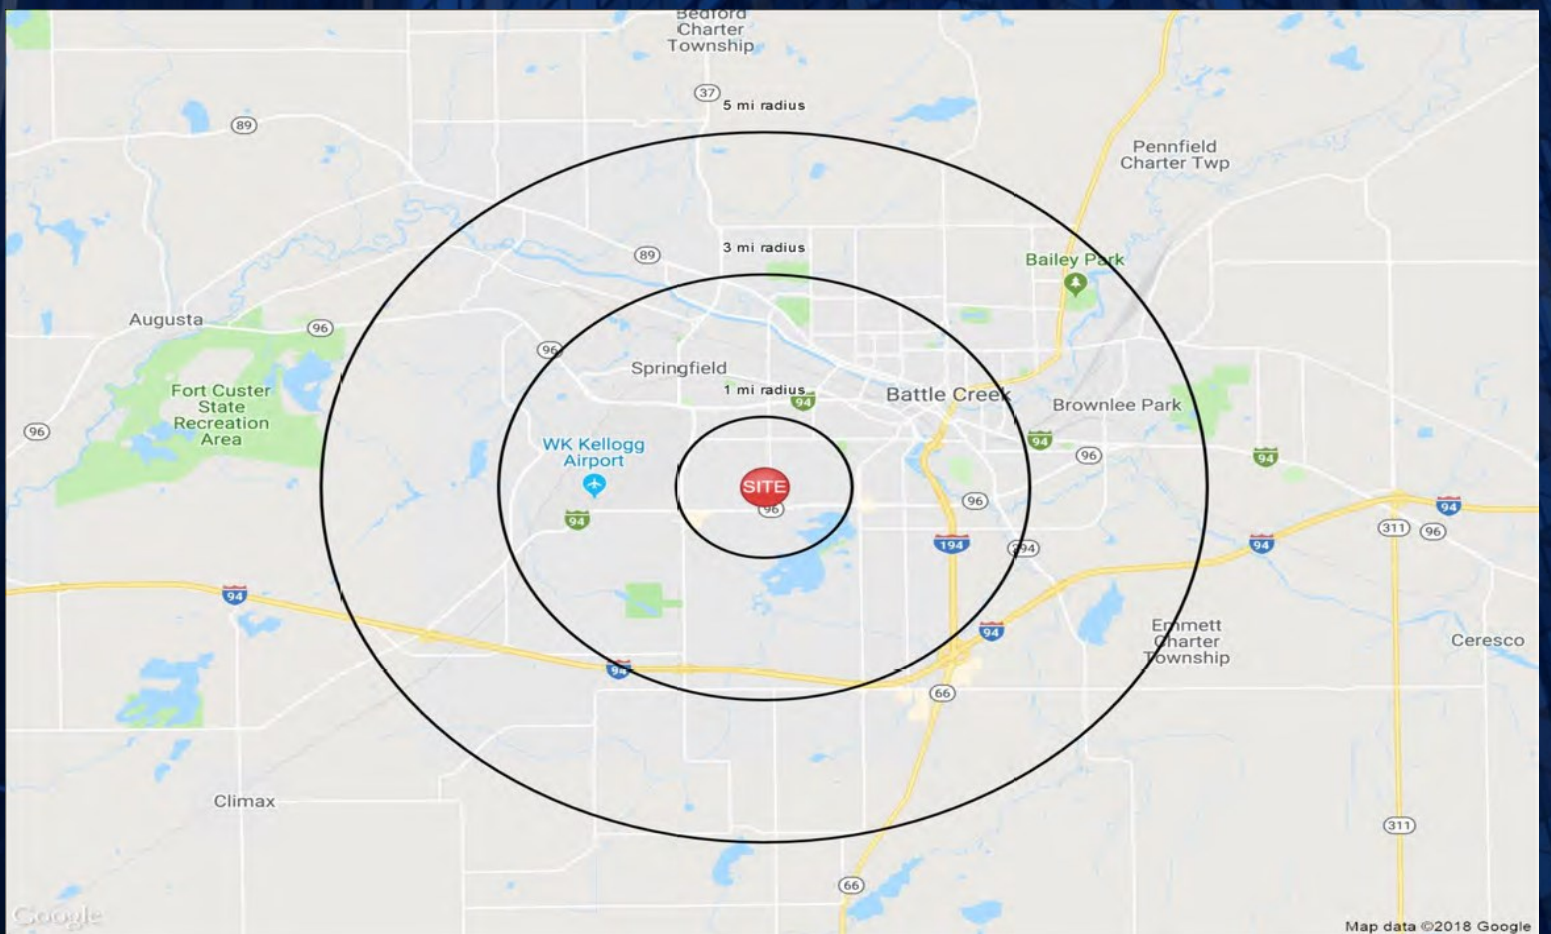 Bedford
Charter
Township
37
5 mi radius
89
Pennfield
Charter Twp
3 mi radius
89
Bailey Park
Augusta
96
96
Springfield
Fort Custer
State
Recreation
Area
1 mi radius
94
Battle Creek
Brownlee Park
96
WK Kellogg
Airport
94
96
94
SITE
96
96
94
94
96
311
194
294
94
94
94
94
Emmett
Charter
Township
Ceresco
66
Climax
311
66
Google
Map data ©2018 Google